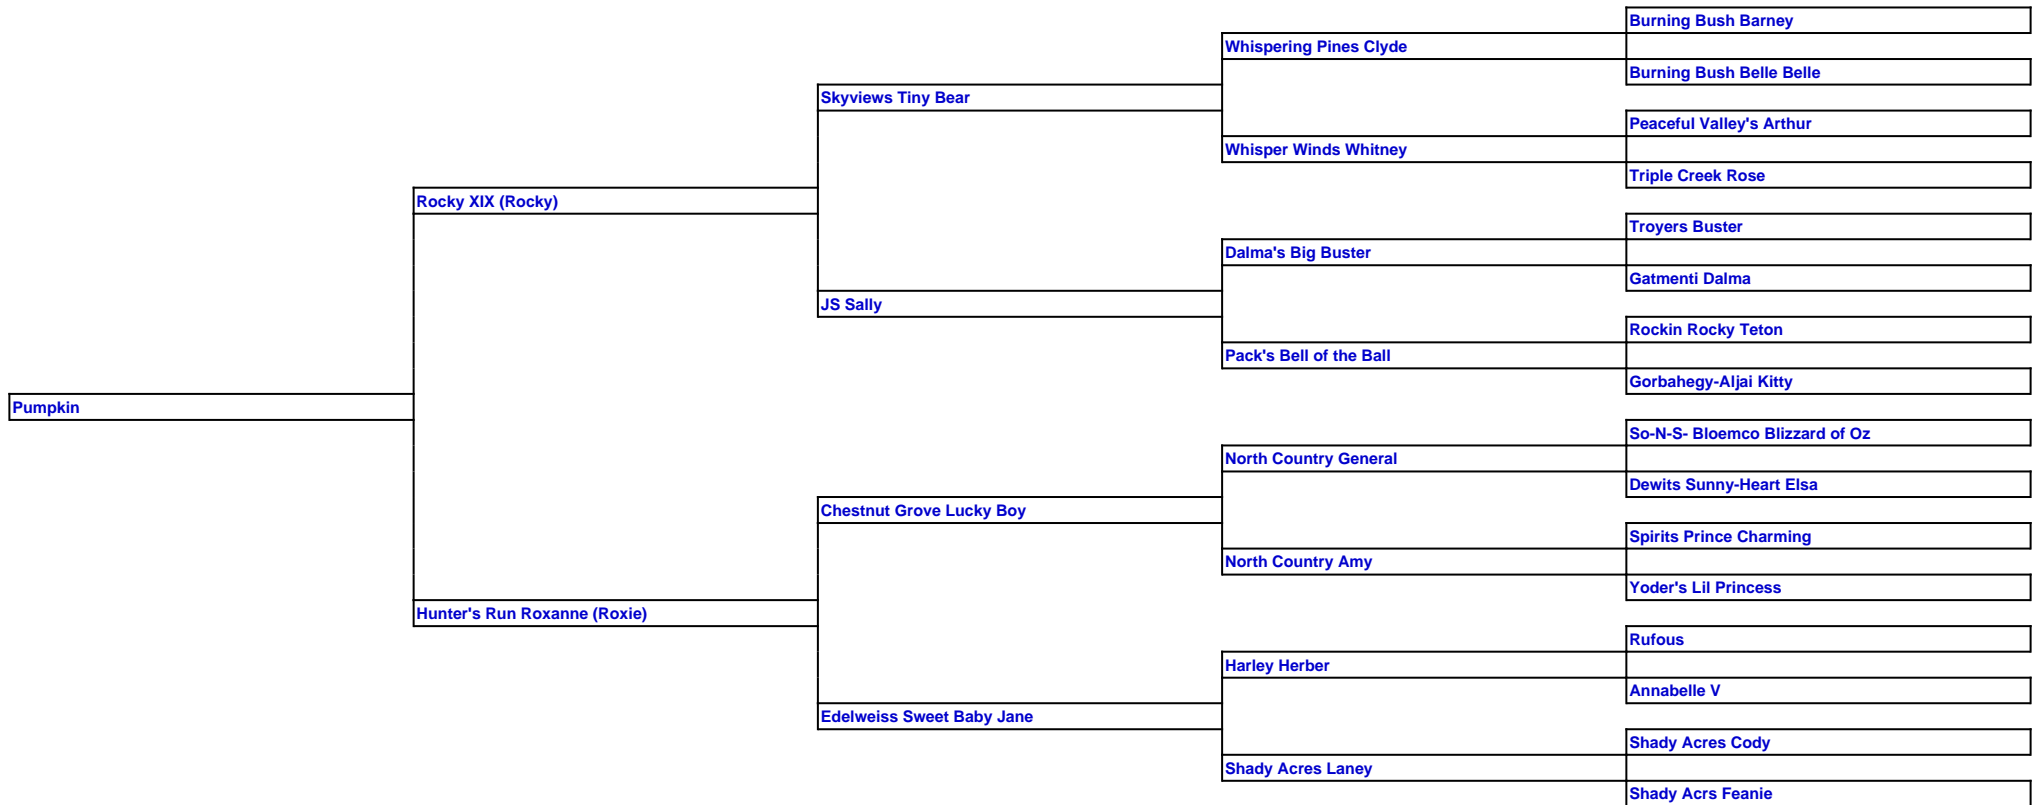 Burning Bush Barney
Whispering Pines Clyde
Burning Bush Belle Belle
Skyviews Tiny Bear
Peaceful Valley's Arthur
Whisper Winds Whitney
Triple Creek Rose
Rocky XIX (Rocky)
Troyers Buster
Dalma's Big Buster
Gatmenti Dalma
JS Sally
Rockin Rocky Teton
Pack's Bell of the Ball
Gorbahegy-Aljai Kitty
Pumpkin
So-N-S- Bloemco Blizzard of Oz
North Country General
Dewits Sunny-Heart Elsa
Chestnut Grove Lucky Boy
Spirits Prince Charming
North Country Amy
Yoder's Lil Princess
Hunter's Run Roxanne (Roxie)
Rufous
Harley Herber
Annabelle V
Edelweiss Sweet Baby Jane
Shady Acres Cody
Shady Acres Laney
Shady Acrs Feanie